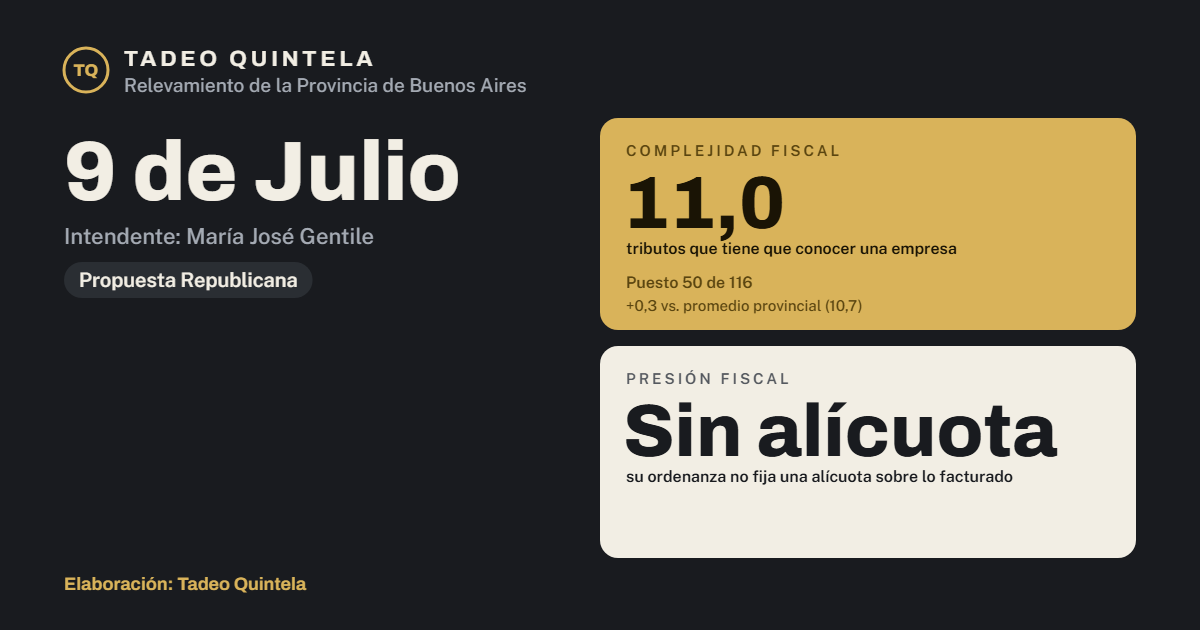 TQ
TADEO QUINTELA
Relevamiento de la Provincia de Buenos Aires
9 de Julio
Intendente: María José Gentile
Propuesta Republicana
COMPLEJIDAD FISCAL
11,0
tributos que tiene que conocer una empresa
Puesto 50 de 116
+0,3 vs. promedio provincial (10,7)
PRESIÓN FISCAL
Sin alícuota
su ordenanza no fija una alícuota sobre lo facturado
Elaboración: Tadeo Quintela